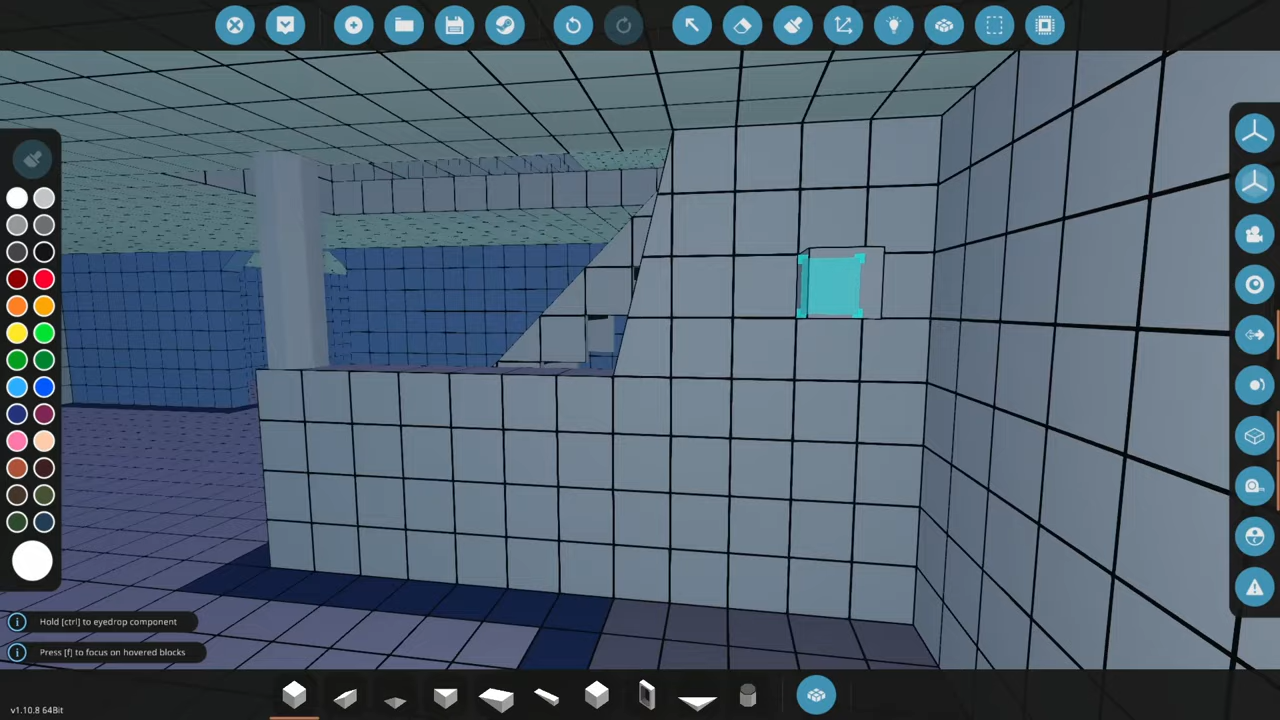 Hold [ctrl] to eyedrop component
Press [f] to focus on hovered blocks
v1.10.8 64Bit